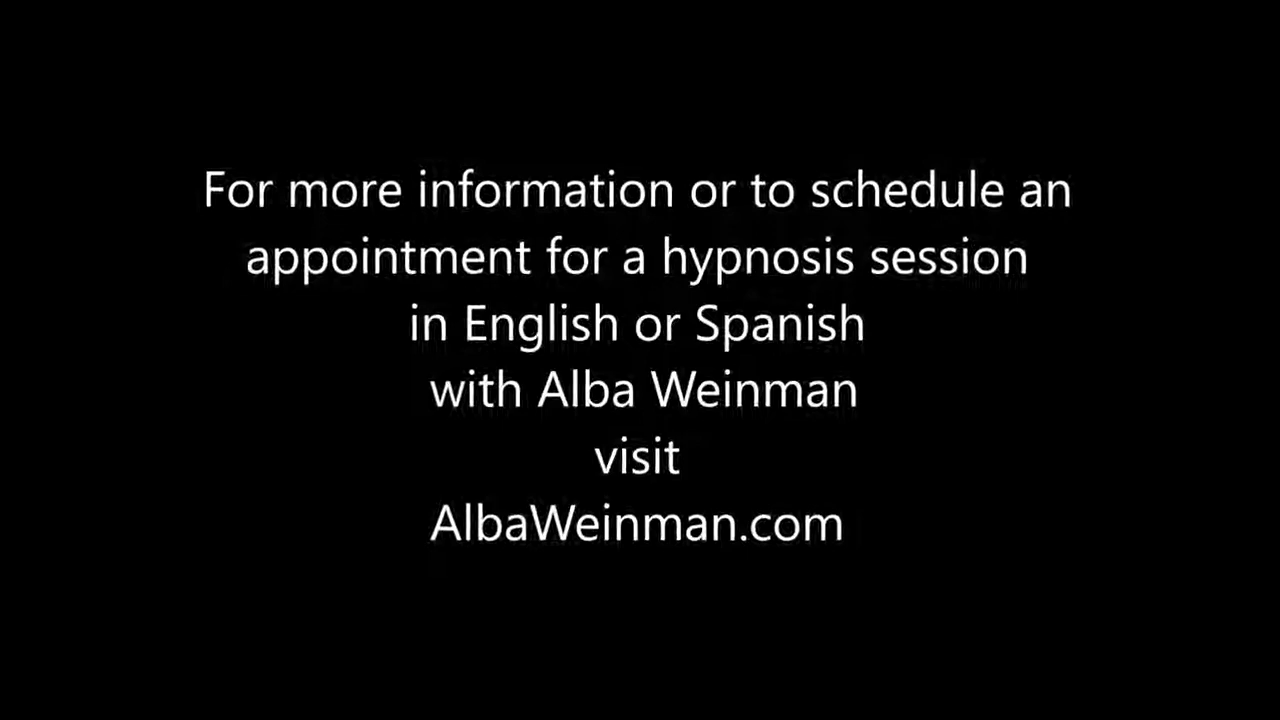 For more information or to schedule an
appointment for a hypnosis session
in English or Spanish
with Alba Weinman
visit
AlbaWeinman.com